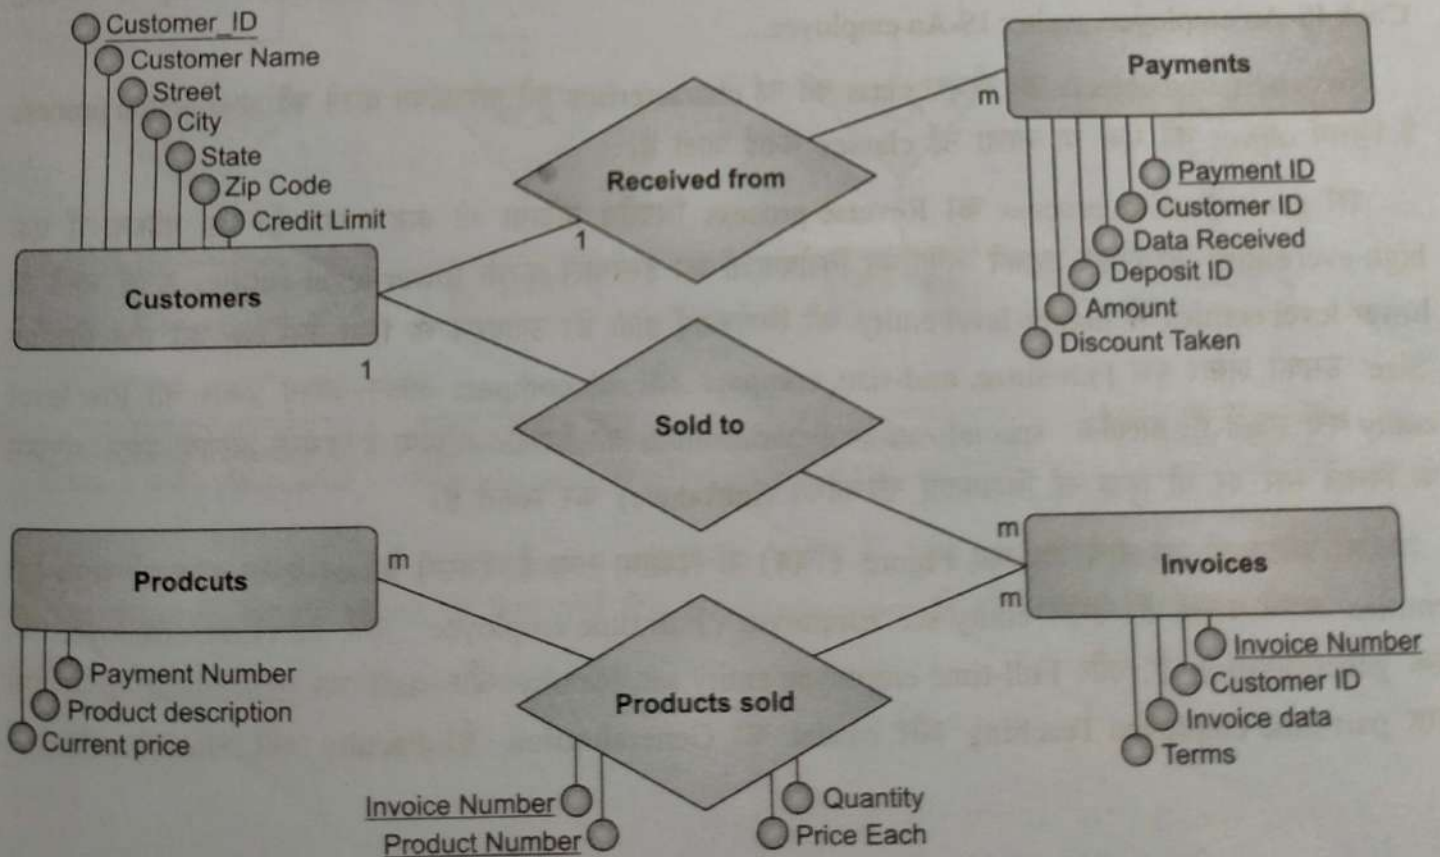 Customer_ID
Customer Name
Street
City
State
Zip Code
Credit Limit
Customers
1
1
Received from
m
Payments
Payment ID
Customer ID
Data Received
Deposit ID
Amount
Discount Taken
Sold to
m
m
Invoices
Invoice Number
Customer ID
Invoice data
Terms
Prodcuts
m
Payment Number
Product description
Current price
Products sold
Invoice Number
Product Number
Quantity
Price Each